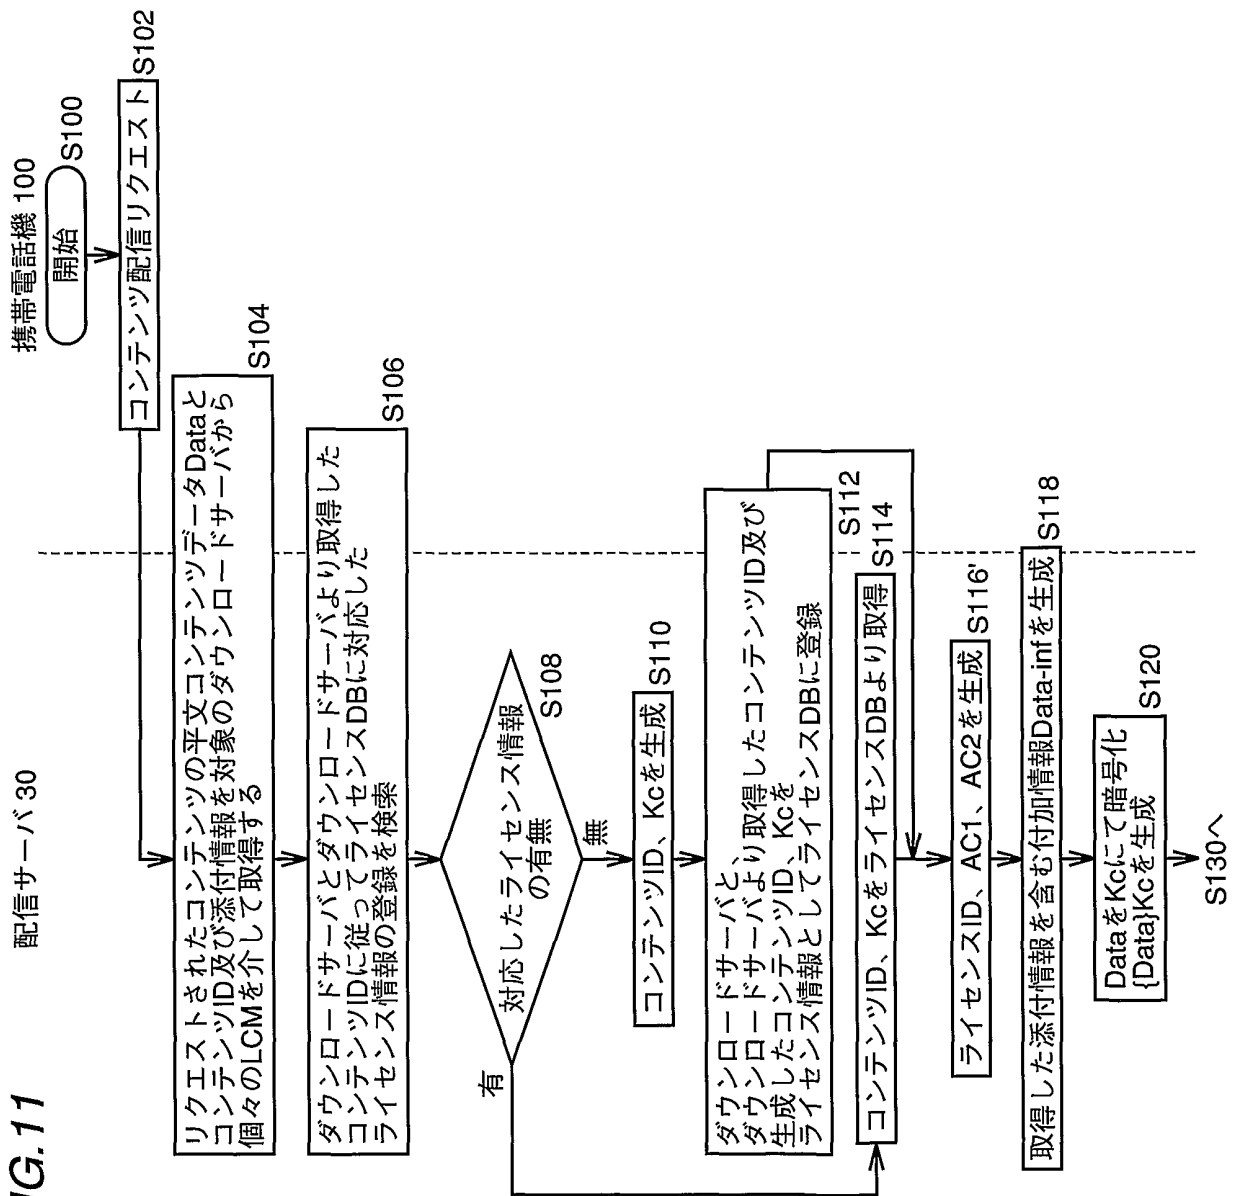 IG.11
配信サーバ 30
携帯電話機 100
開始
S100
コンテンツ配信リクエスト
S102
リクエストされたコンテンツの平文コンテンツデータDataと
コンテンツID及び添付情報を対象のダウンロードサーバから
個々のLCMを介して取得する
S104
ダウンロードサーバとダウンロードサーバより取得した
コンテンツIDに従ってライセンスDBに対応した
ライセンス情報の登録を検索
S106
対応したライセンス情報
の有無
S108
有
無
コンテンツID、Kcを生成
S110
ダウンロードサーバと、
ダウンロードサーバより取得したコンテンツID及び
生成したコンテンツID、Kcを
ライセンス情報としてライセンスDBに登録
S112
コンテンツID、KcをライセンスDBより取得
S114
ライセンスID、AC1、AC2を生成
S116'
取得した添付情報を含む付加情報Data-infを生成
S118
DataをKcにて暗号化
{Data}Kcを生成
S120
S130へ